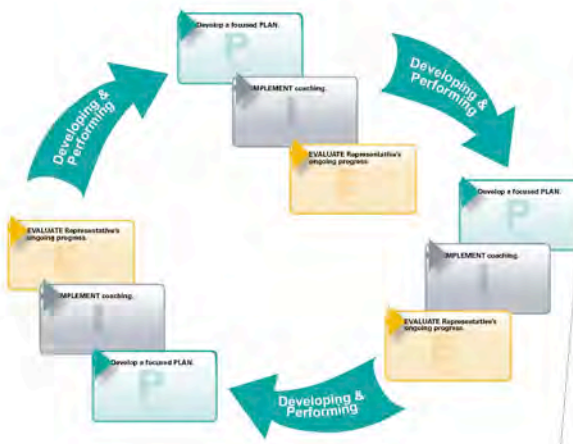 Develop a focused PLAN.
P
IMPLEMENT coaching.
I
EVALUATE Representative's
ongoing progress.
E
Developing &
Performing
Develop a focused PLAN.
P
IMPLEMENT coaching.
I
EVALUATE Representative's
ongoing progress.
E
Developing &
Performing
Develop a focused PLAN.
P
IMPLEMENT coaching.
I
EVALUATE Representative's
ongoing progress.
E
Developing &
Performing